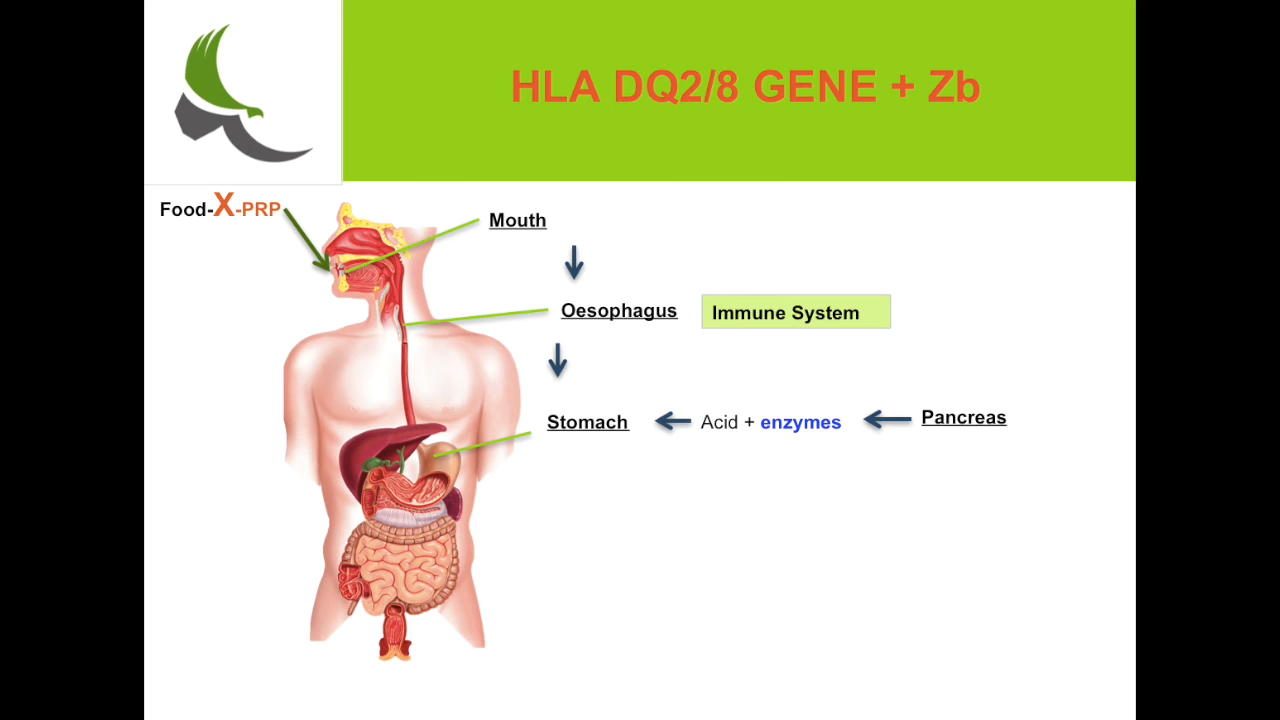 HLA DQ2/8 GENE + Zb
Food-X-PRP
Mouth
Oesophagus
Immune System
Stomach
Acid + enzymes
Pancreas